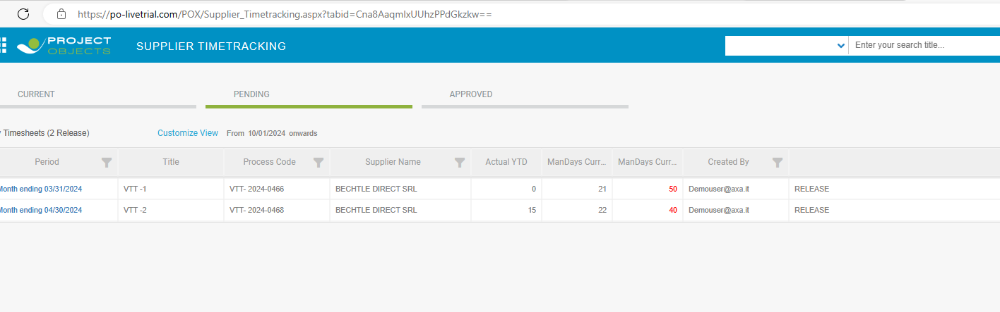 https://po-livetrial.com/POX/Supplier_Timetracking.aspx?tabid=Cna8AaqmIxUUhzPPdGkzkw==
PROJECT OBJECTS SUPPLIER TIMETRACKING Enter your search title...
CURRENT PENDING APPROVED
Timesheets (2 Release) Customize View From 10/01/2024 onwards
Period Title Process Code Supplier Name Actual YTD ManDays Curr... ManDays Curr... Created By
Month ending 03/31/2024 VTT -1 VTT- 2024-0466 BECHTLE DIRECT SRL 0 21 50 Demouser@axa.it RELEASE
Month ending 04/30/2024 VTT -2 VTT- 2024-0468 BECHTLE DIRECT SRL 15 22 40 Demouser@axa.it RELEASE